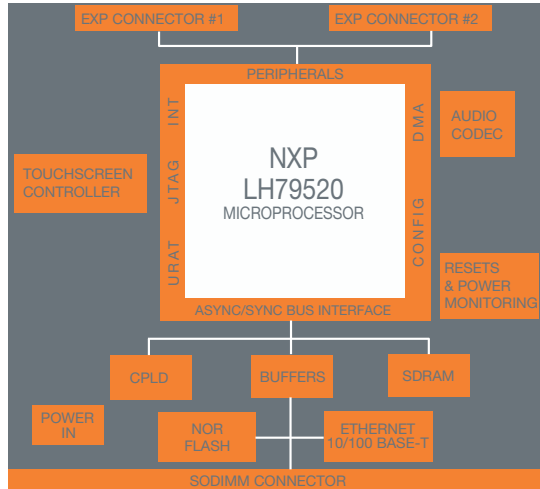 EXP CONNECTOR #1
EXP CONNECTOR #2
PERIPHERALS
INT
JTAG
URAT
NXP
LH79520
MICROPROCESSOR
DMA
CONFIG
AUDIO
CODEC
TOUCHSCREEN
CONTROLLER
RESETS
& POWER
MONITORING
ASYNC/SYNC BUS INTERFACE
CPLD
BUFFERS
SDRAM
POWER
IN
NOR
FLASH
ETHERNET
10/100 BASE-T
SODIMM CONNECTOR